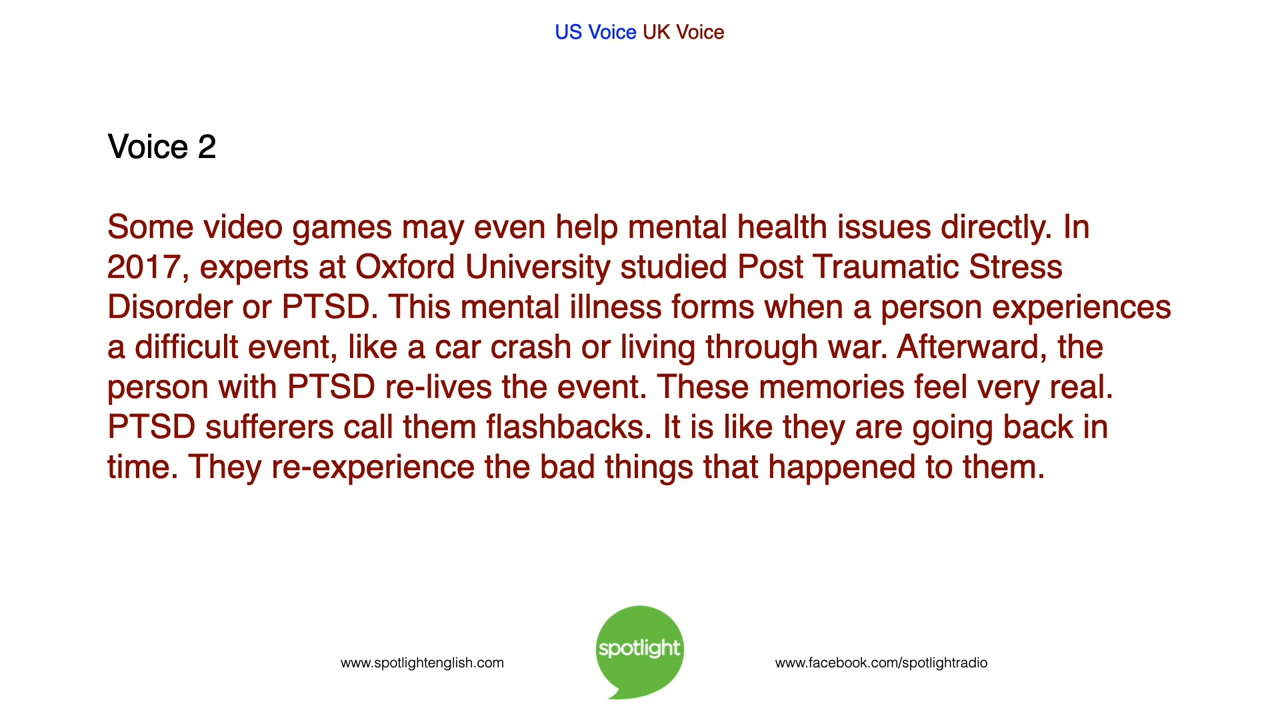 US Voice UK Voice
Voice 2
Some video games may even help mental health issues directly. In
2017, experts at Oxford University studied Post Traumatic Stress
Disorder or PTSD. This mental illness forms when a person experiences
a difficult event, like a car crash or living through war. Afterward, the
person with PTSD re-lives the event. These memories feel very real.
PTSD sufferers call them flashbacks. It is like they are going back in
time. They re-experience the bad things that happened to them.
www.spotlightenglish.com
spotlight
www.facebook.com/spotlightradio